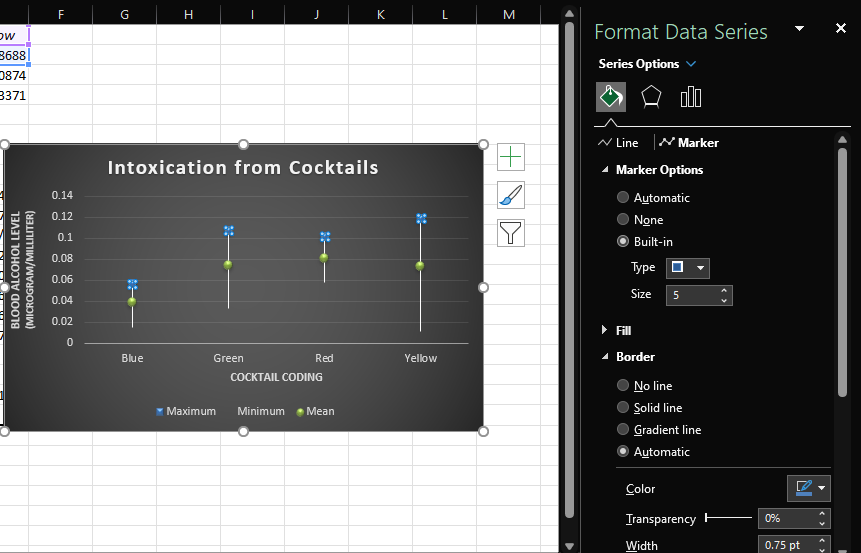 F G H I J K L M
ow
8688
0874
3371
Intoxication from Cocktails
0.14
0.12
0.1
0.08
0.06
0.04
0.02
0
BLOOD ALCOHOL LEVEL
(MICROGRAM/MILLILITER)
Blue Green Red Yellow
COCKTAIL CODING
Maximum Minimum Mean
Format Data Series
Series Options
Line Marker
Marker Options
Automatic
None
Built-in
Type
Size 5
Fill
Border
No line
Solid line
Gradient line
Automatic
Color
Transparency 0%
Width 0.75 pt